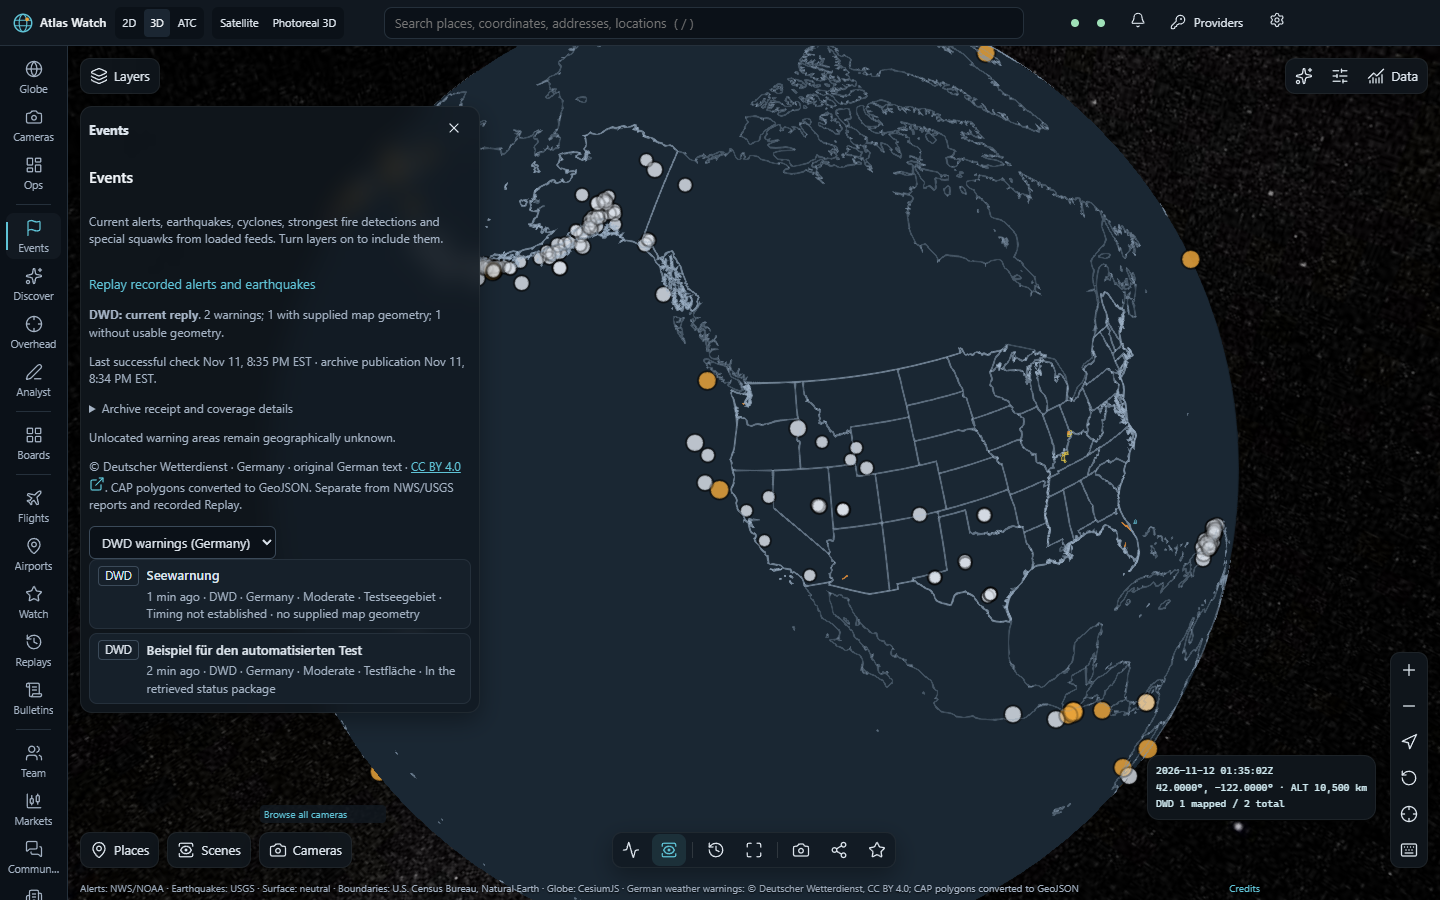 Atlas Watch
2D
3D
ATC
Satellite
Photoreal 3D
Search places, coordinates, addresses, locations ( / )
Providers
Globe
Cameras
Ops
Events
Discover
Overhead
Analyst
Boards
Flights
Airports
Watch
Replays
Bulletins
Team
Markets
Commun...
Layers
Data
Events
Events
Current alerts, earthquakes, cyclones, strongest fire detections and
special squawks from loaded feeds. Turn layers on to include them.
Replay recorded alerts and earthquakes
DWD: current reply. 2 warnings; 1 with supplied map geometry; 1
without usable geometry.
Last successful check Nov 11, 8:35 PM EST · archive publication Nov 11,
8:34 PM EST.
Archive receipt and coverage details
Unlocated warning areas remain geographically unknown.
© Deutscher Wetterdienst · Germany · original German text · CC BY 4.0
. CAP polygons converted to GeoJSON. Separate from NWS/USGS
reports and recorded Replay.
DWD warnings (Germany)
DWD
Seewarnung
1 min ago · DWD · Germany · Moderate · Testseegebiet ·
Timing not established · no supplied map geometry
DWD
Beispiel für den automatisierten Test
2 min ago · DWD · Germany · Moderate · Testfläche · In the
retrieved status package
2026-11-12 01:35:02Z
42.0000°, -122.0000° · ALT 10,500 km
DWD 1 mapped / 2 total
Browse all cameras
Places
Scenes
Cameras
Alerts: NWS/NOAA · Earthquakes: USGS · Surface: neutral · Boundaries: U.S. Census Bureau, Natural Earth · Globe: CesiumJS · German weather warnings: © Deutscher Wetterdienst, CC BY 4.0; CAP polygons converted to GeoJSON
Credits